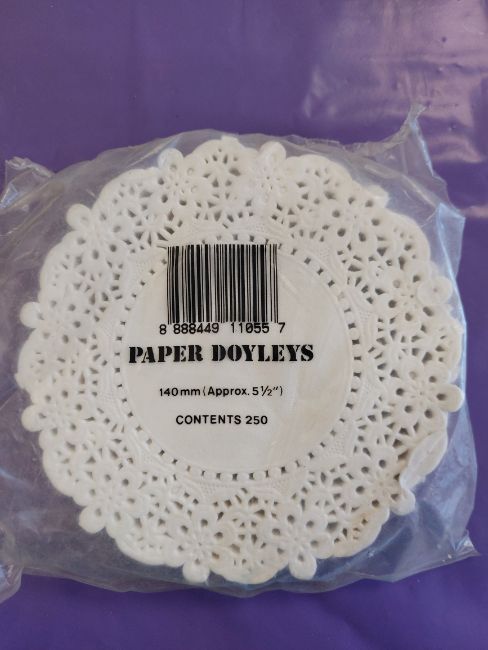 8 888449 11055 7
PAPER DOYLEYS
140mm (Approx. 5½")
CONTENTS 250